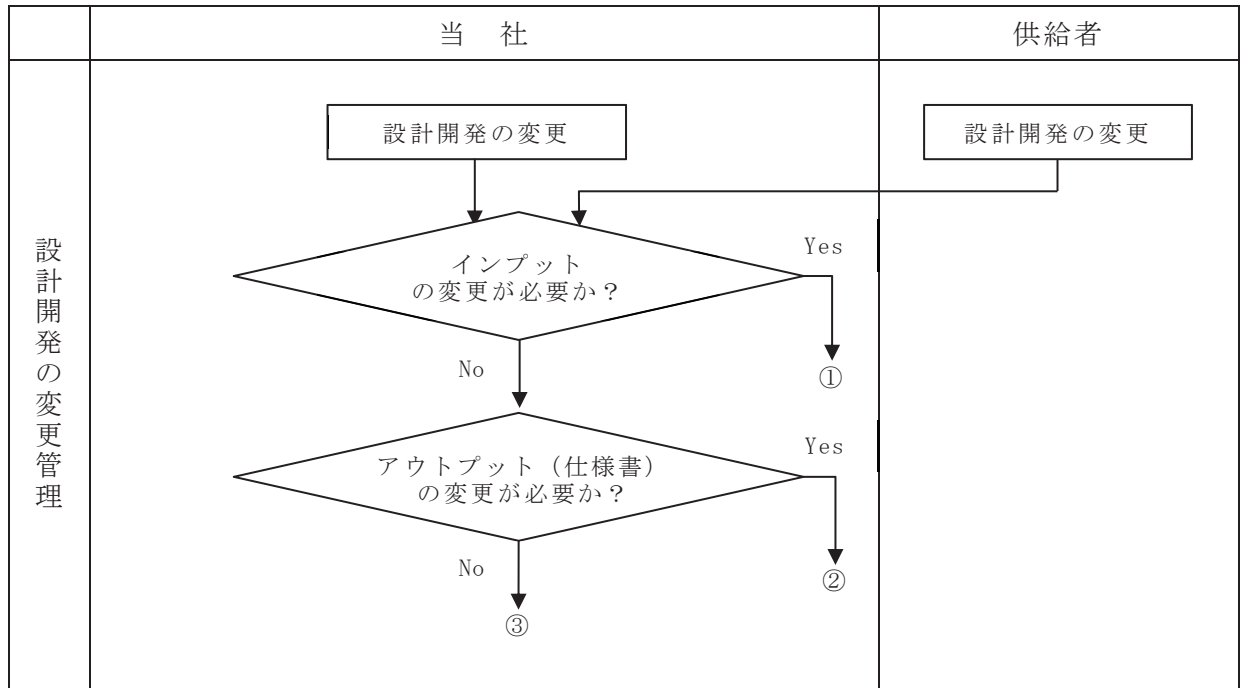 当 社
供給者
設計開発の変更管理
設計開発の変更
設計開発の変更
インプット
の変更が必要か？
Yes
①
No
アウトプット（仕様書）
の変更が必要か？
Yes
②
No
③